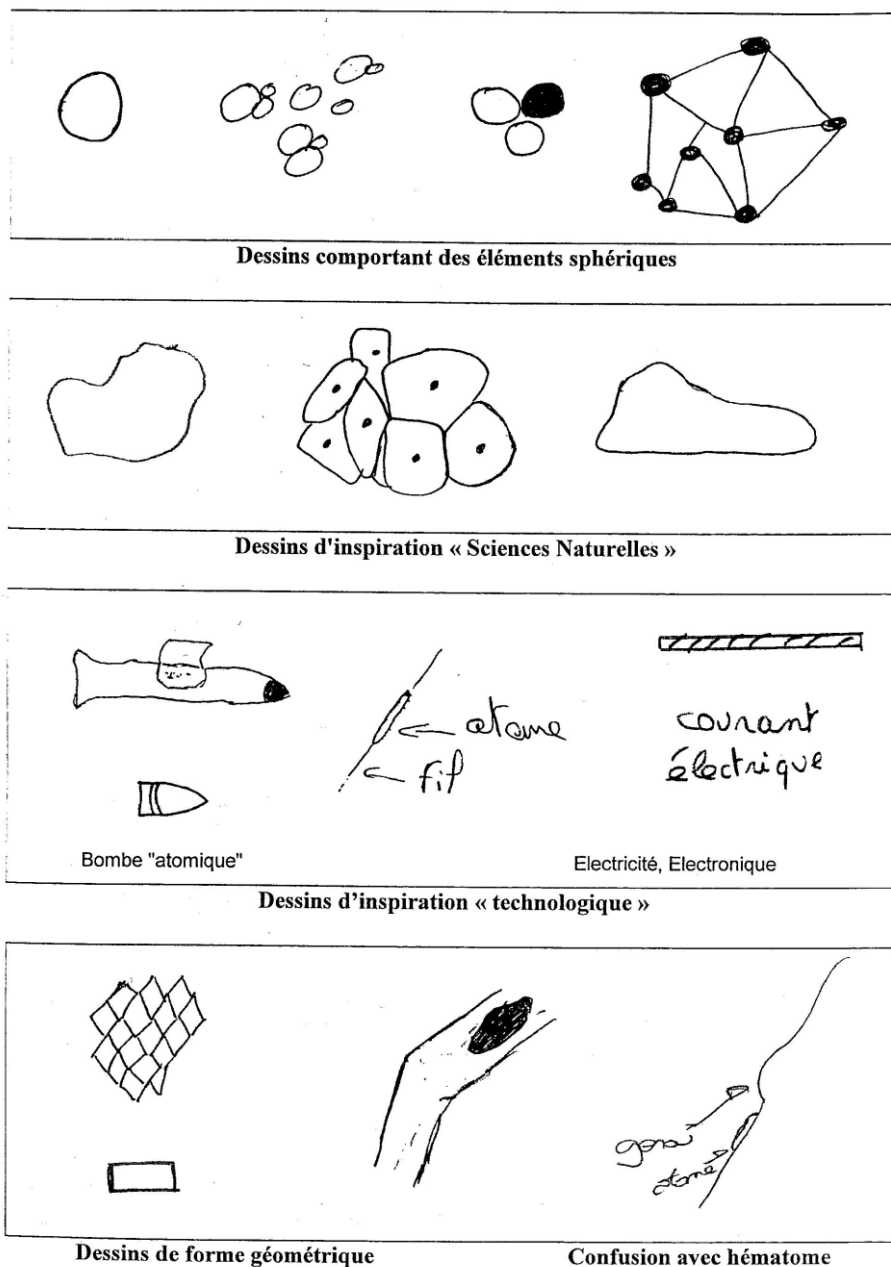 Dessins comportant des éléments sphériques
Dessins d'inspiration « Sciences Naturelles »
atome
fil
courant
électrique
Bombe "atomique"
Electricité, Electronique
Dessins d’inspiration « technologique »
atome
Dessins de forme géométrique
Confusion avec hématome